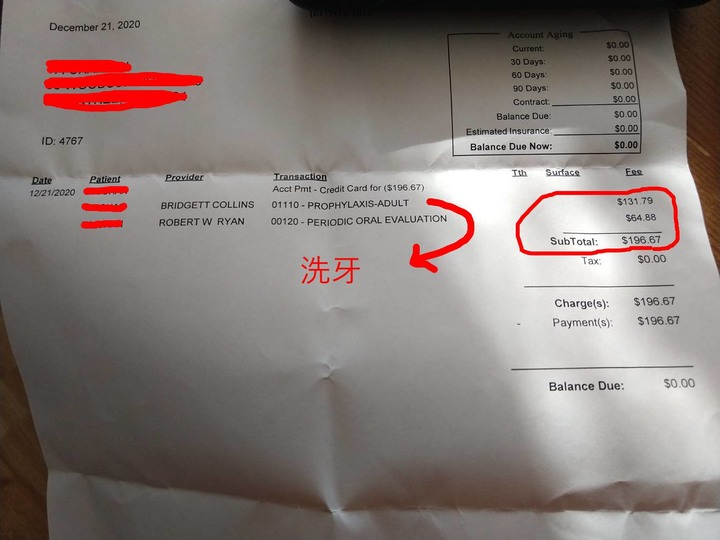 December 21, 2020
Account Aging
Current: $0.00
30 Days: $0.00
60 Days: $0.00
90 Days: $0.00
Contract: $0.00
Balance Due: $0.00
Estimated Insurance: $0.00
Balance Due Now: $0.00
ID: 4767
Date Patient Provider Transaction Tth Surface Fee
12/21/2020 Acct Pmt - Credit Card for ($196.67)
BRIDGETT COLLINS 01110 - PROPHYLAXIS-ADULT $131.79
ROBERT W RYAN 00120 - PERIODIC ORAL EVALUATION $64.88
SubTotal: $196.67
Tax: $0.00
洗牙
Charge(s): $196.67
- Payment(s): $196.67
Balance Due: $0.00